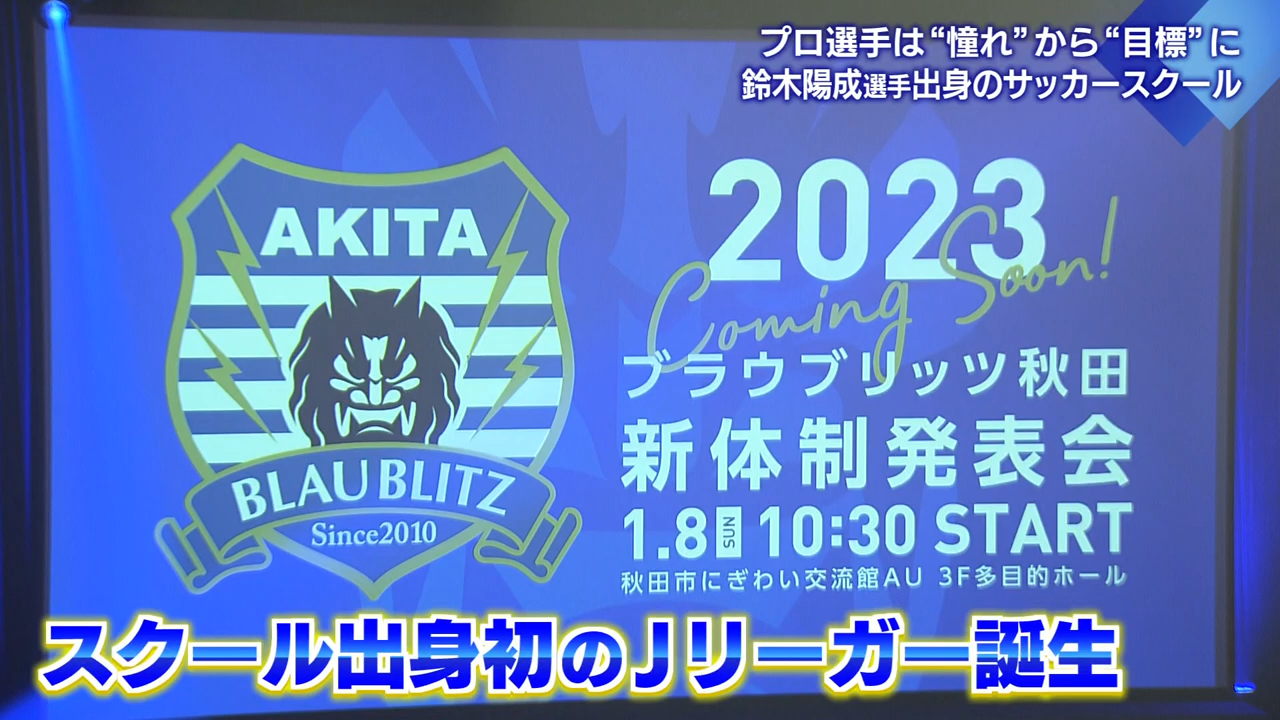 プロ選手は“憧れ”から“目標”に
鈴木陽成選手出身のサッカースクール
AKITA
BLAUBLITZ
Since2010
2023
Coming Soon!
ブラウブリッツ秋田
新体制発表会
1.8 SUN 10:30 START
秋田市にぎわい交流館AU 3F多目的ホール
スクール出身初のJリーガー誕生